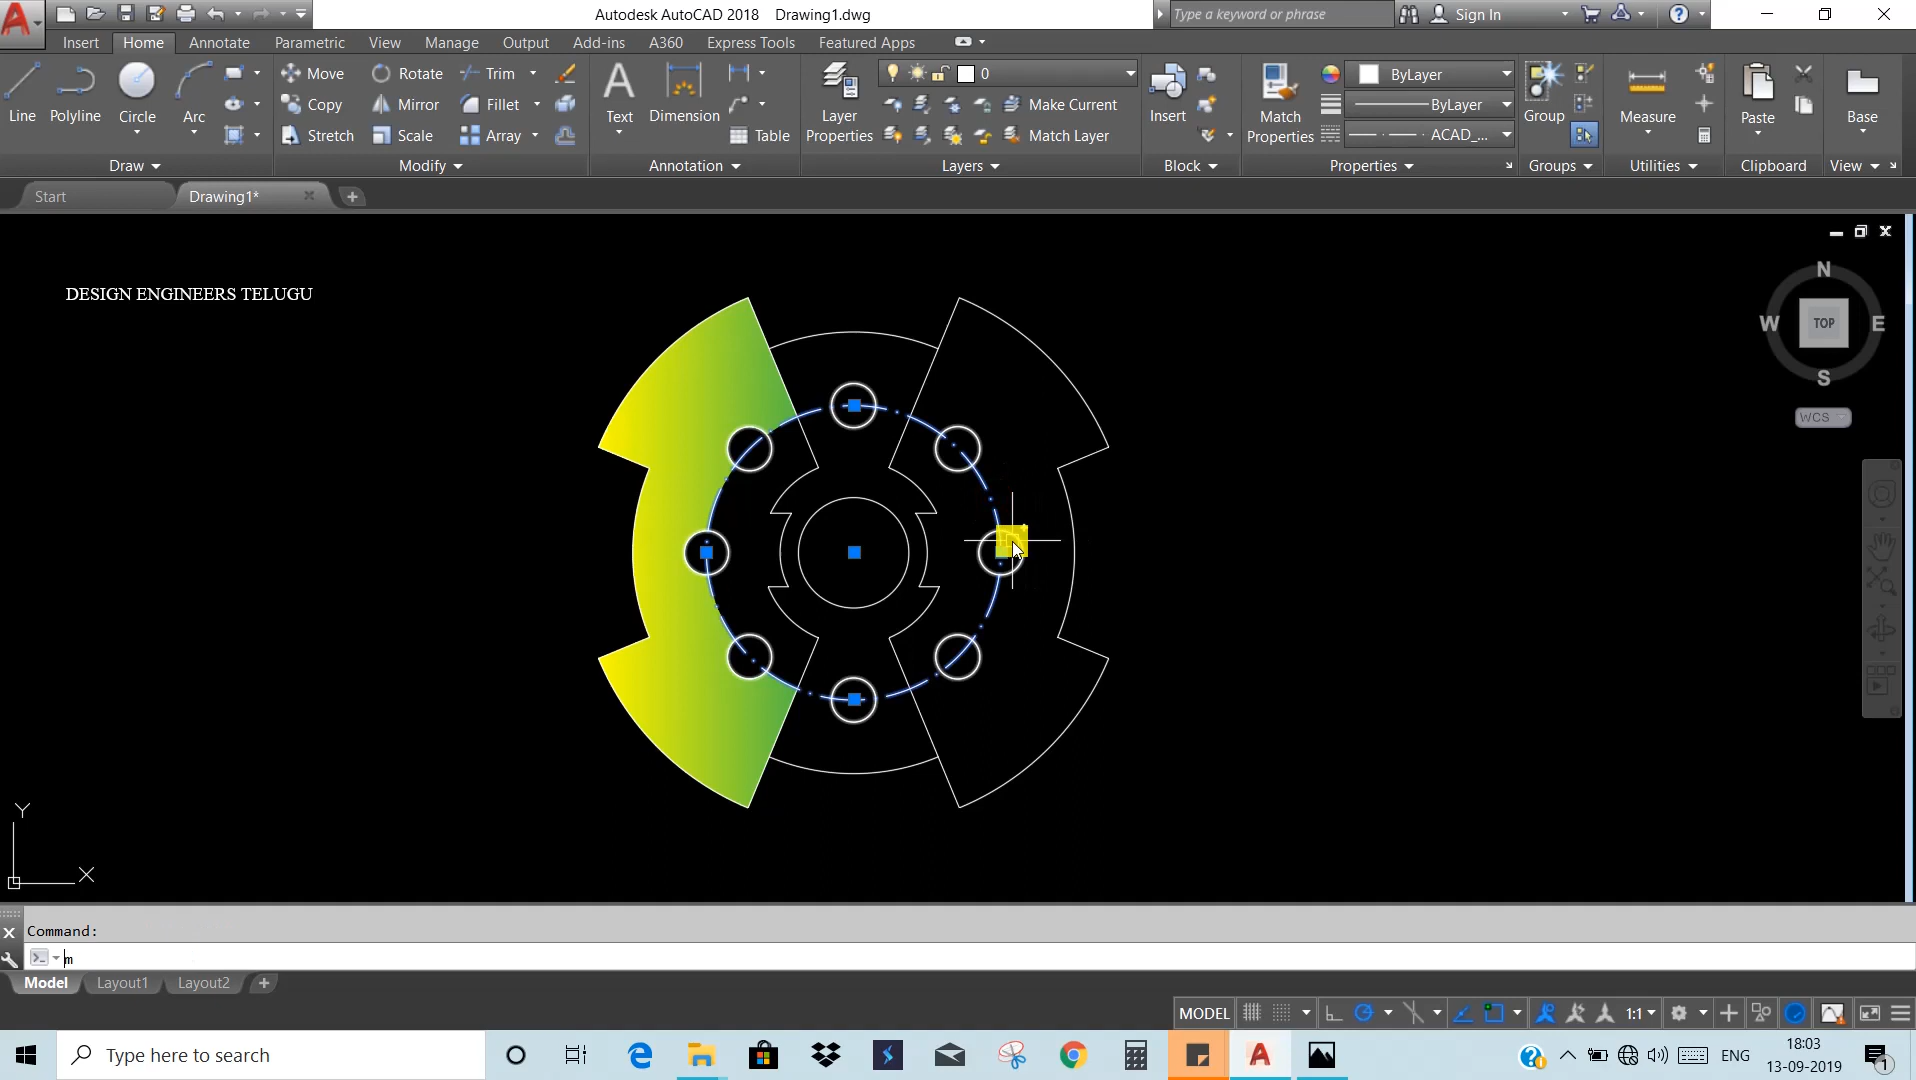 Autodesk AutoCAD 2018 Drawing1.dwg
Type a keyword or phrase
Sign In
Insert Home Annotate Parametric View Manage Output Add-ins A360 Express Tools Featured Apps
Line Polyline Circle Arc
Move Rotate Trim
Copy Mirror Fillet
Stretch Scale Array
Text Dimension Table
Layer Properties
0
Make Current
Match Layer
Insert
Match Properties
ByLayer
ByLayer
ACAD_...
Group
Measure
Paste
Base
Draw Modify Annotation Layers Block Properties Groups Utilities Clipboard View
Start Drawing1*
DESIGN ENGINEERS TELUGU
N
W TOP E
S
WCS
Y
X
Command:
m
Model Layout1 Layout2
MODEL 1:1
Type here to search
ENG
18:03
13-09-2019
1